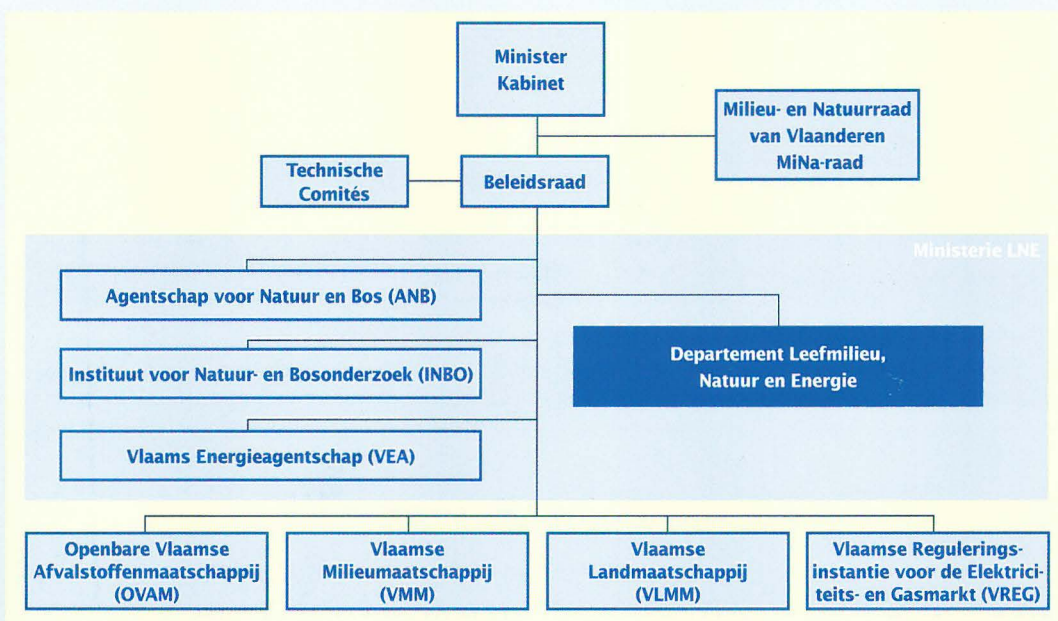 Minister
Kabinet
Milieu- en Natuurraad
van Vlaanderen
MiNa-raad
Technische
Comités
Beleidsraad
Ministerie LNE
Agentschap voor Natuur en Bos (ANB)
Departement Leefmilieu,
Natuur en Energie
Instituut voor Natuur- en Bosonderzoek (INBO)
Vlaams Energieagentschap (VEA)
Openbare Vlaamse
Afvalstoffenmaatschappij
(OVAM)
Vlaamse
Milieumaatschappij
(VMM)
Vlaamse
Landmaatschappij
(VLMM)
Vlaamse Regulerings-
instantie voor de Elektrici-
teits- en Gasmarkt (VREG)